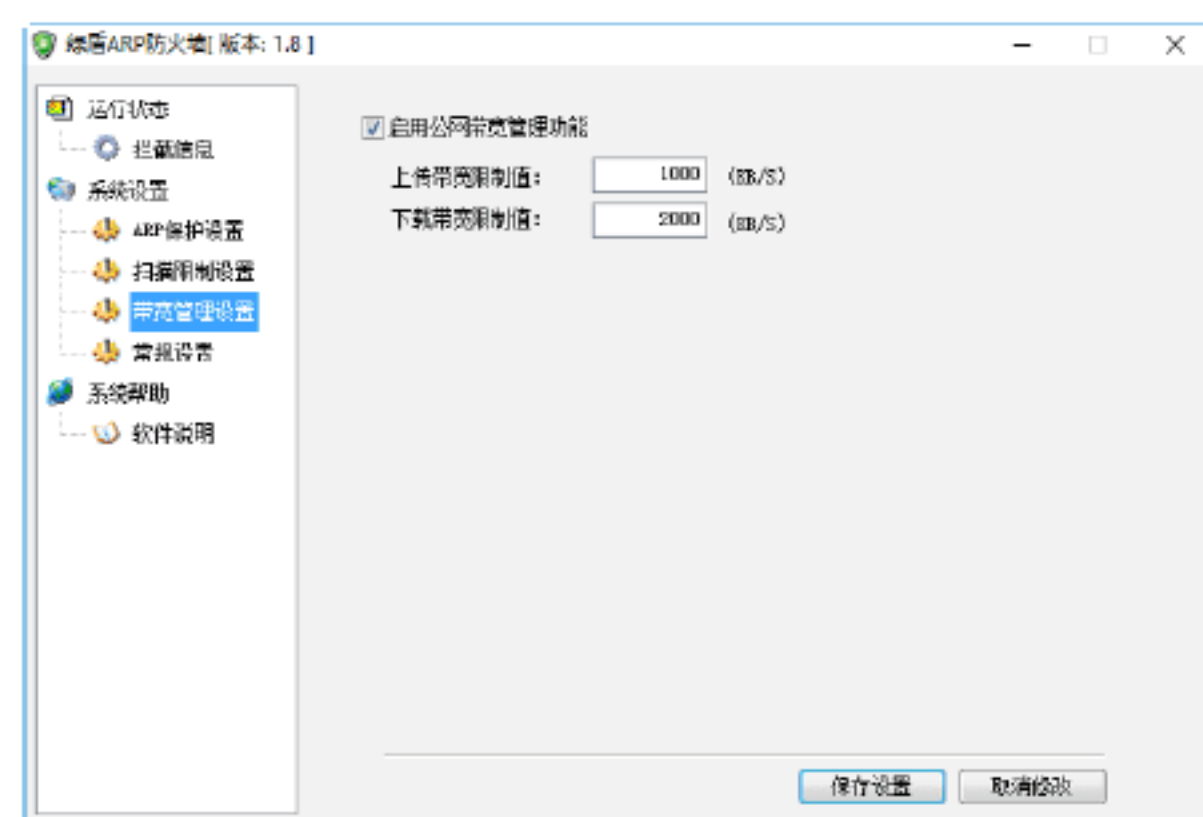 绿盾ARP防火墙[ 版本: 1.8 ]
运行状态
拦截信息
系统设置
ARP保护设置
扫描限制设置
带宽管理设置
常规设置
系统帮助
软件说明
启用公网带宽管理功能
上传带宽限制值: 1000 (KB/S)
下载带宽限制值: 2000 (KB/S)
保存设置 取消修改